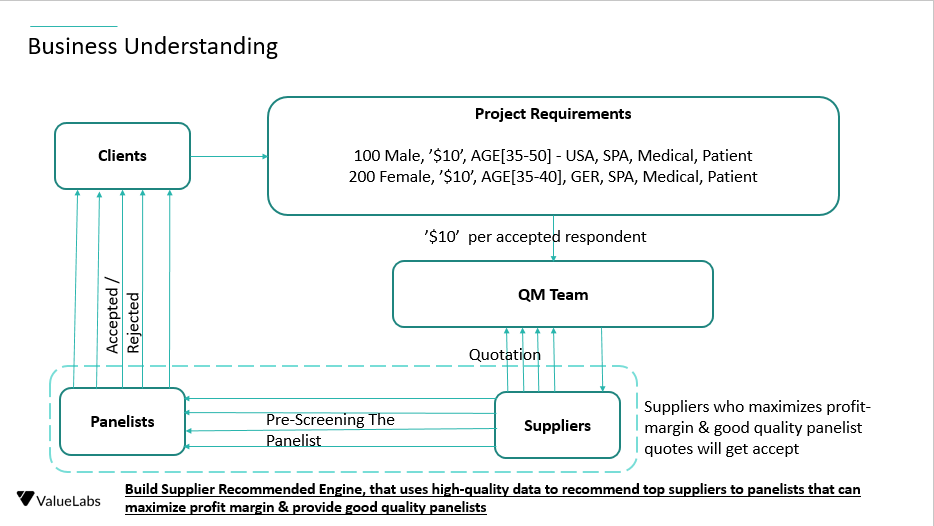 Business Understanding
Project Requirements
Clients
100 Male, ’$10’, AGE[35-50] - USA, SPA, Medical, Patient
200 Female, ’$10’, AGE[35-40], GER, SPA, Medical, Patient
’$10’ per accepted respondent
QM Team
Accepted /
Rejected
Quotation
Panelists
Pre-Screening The
Panelist
Suppliers
Suppliers who maximizes profit-
margin & good quality panelist
quotes will get accept
ValueLabs
Build Supplier Recommended Engine, that uses high-quality data to recommend top suppliers to panelists that can
maximize profit margin & provide good quality panelists